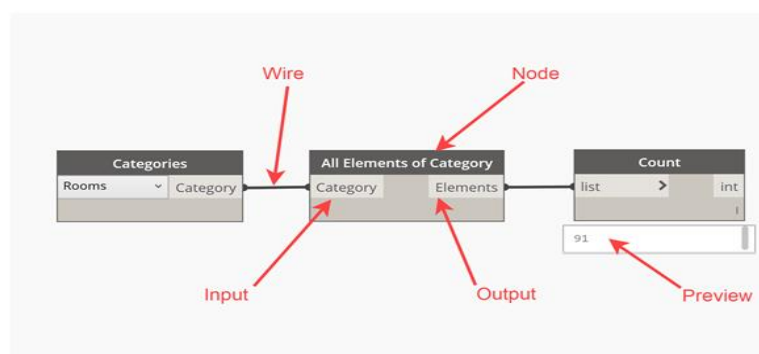 Wire
Node
Categories
All Elements of Category
Count
Rooms
Category
Category
Elements
list
>
int
l
91
Input
Output
Preview